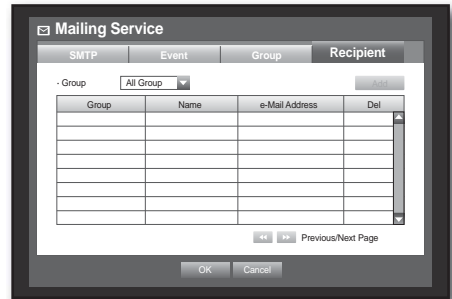 Mailing Service
SMTP Event Group Recipient
- Group All Group Add
Group Name e-Mail Address Del
Previous/Next Page
OK Cancel